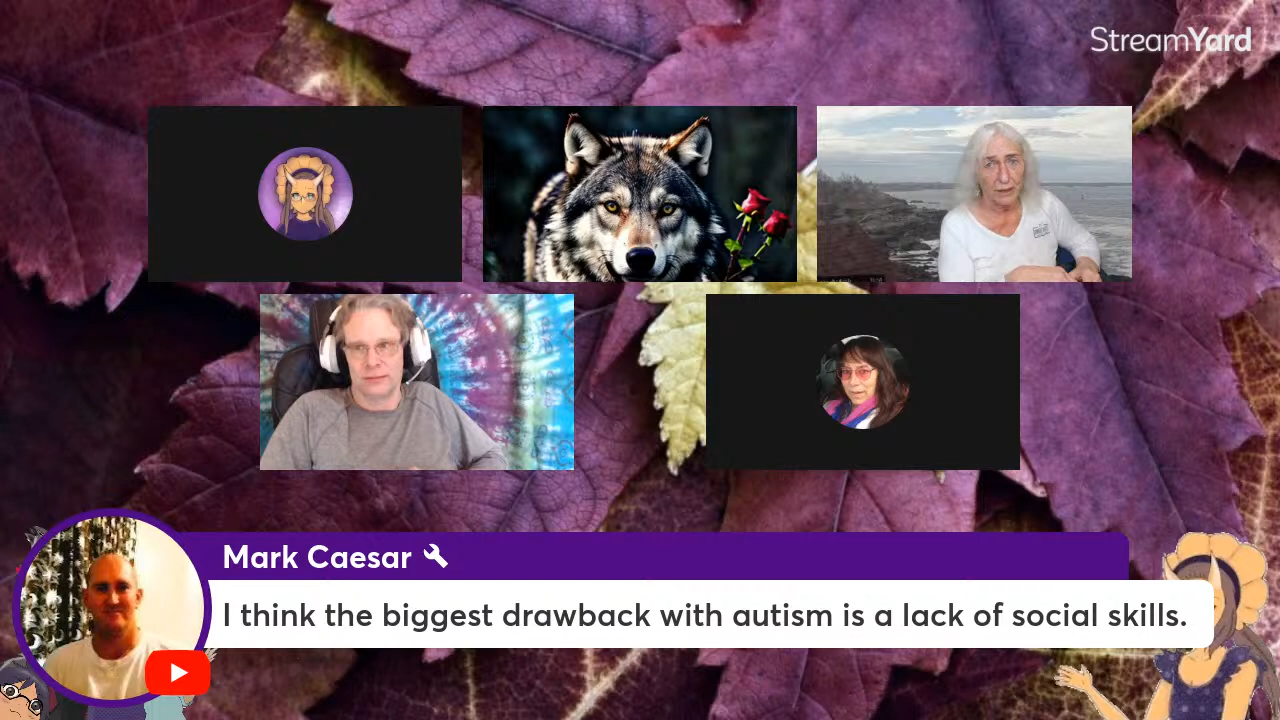 StreamYard
Mark Caesar
I think the biggest drawback with autism is a lack of social skills.